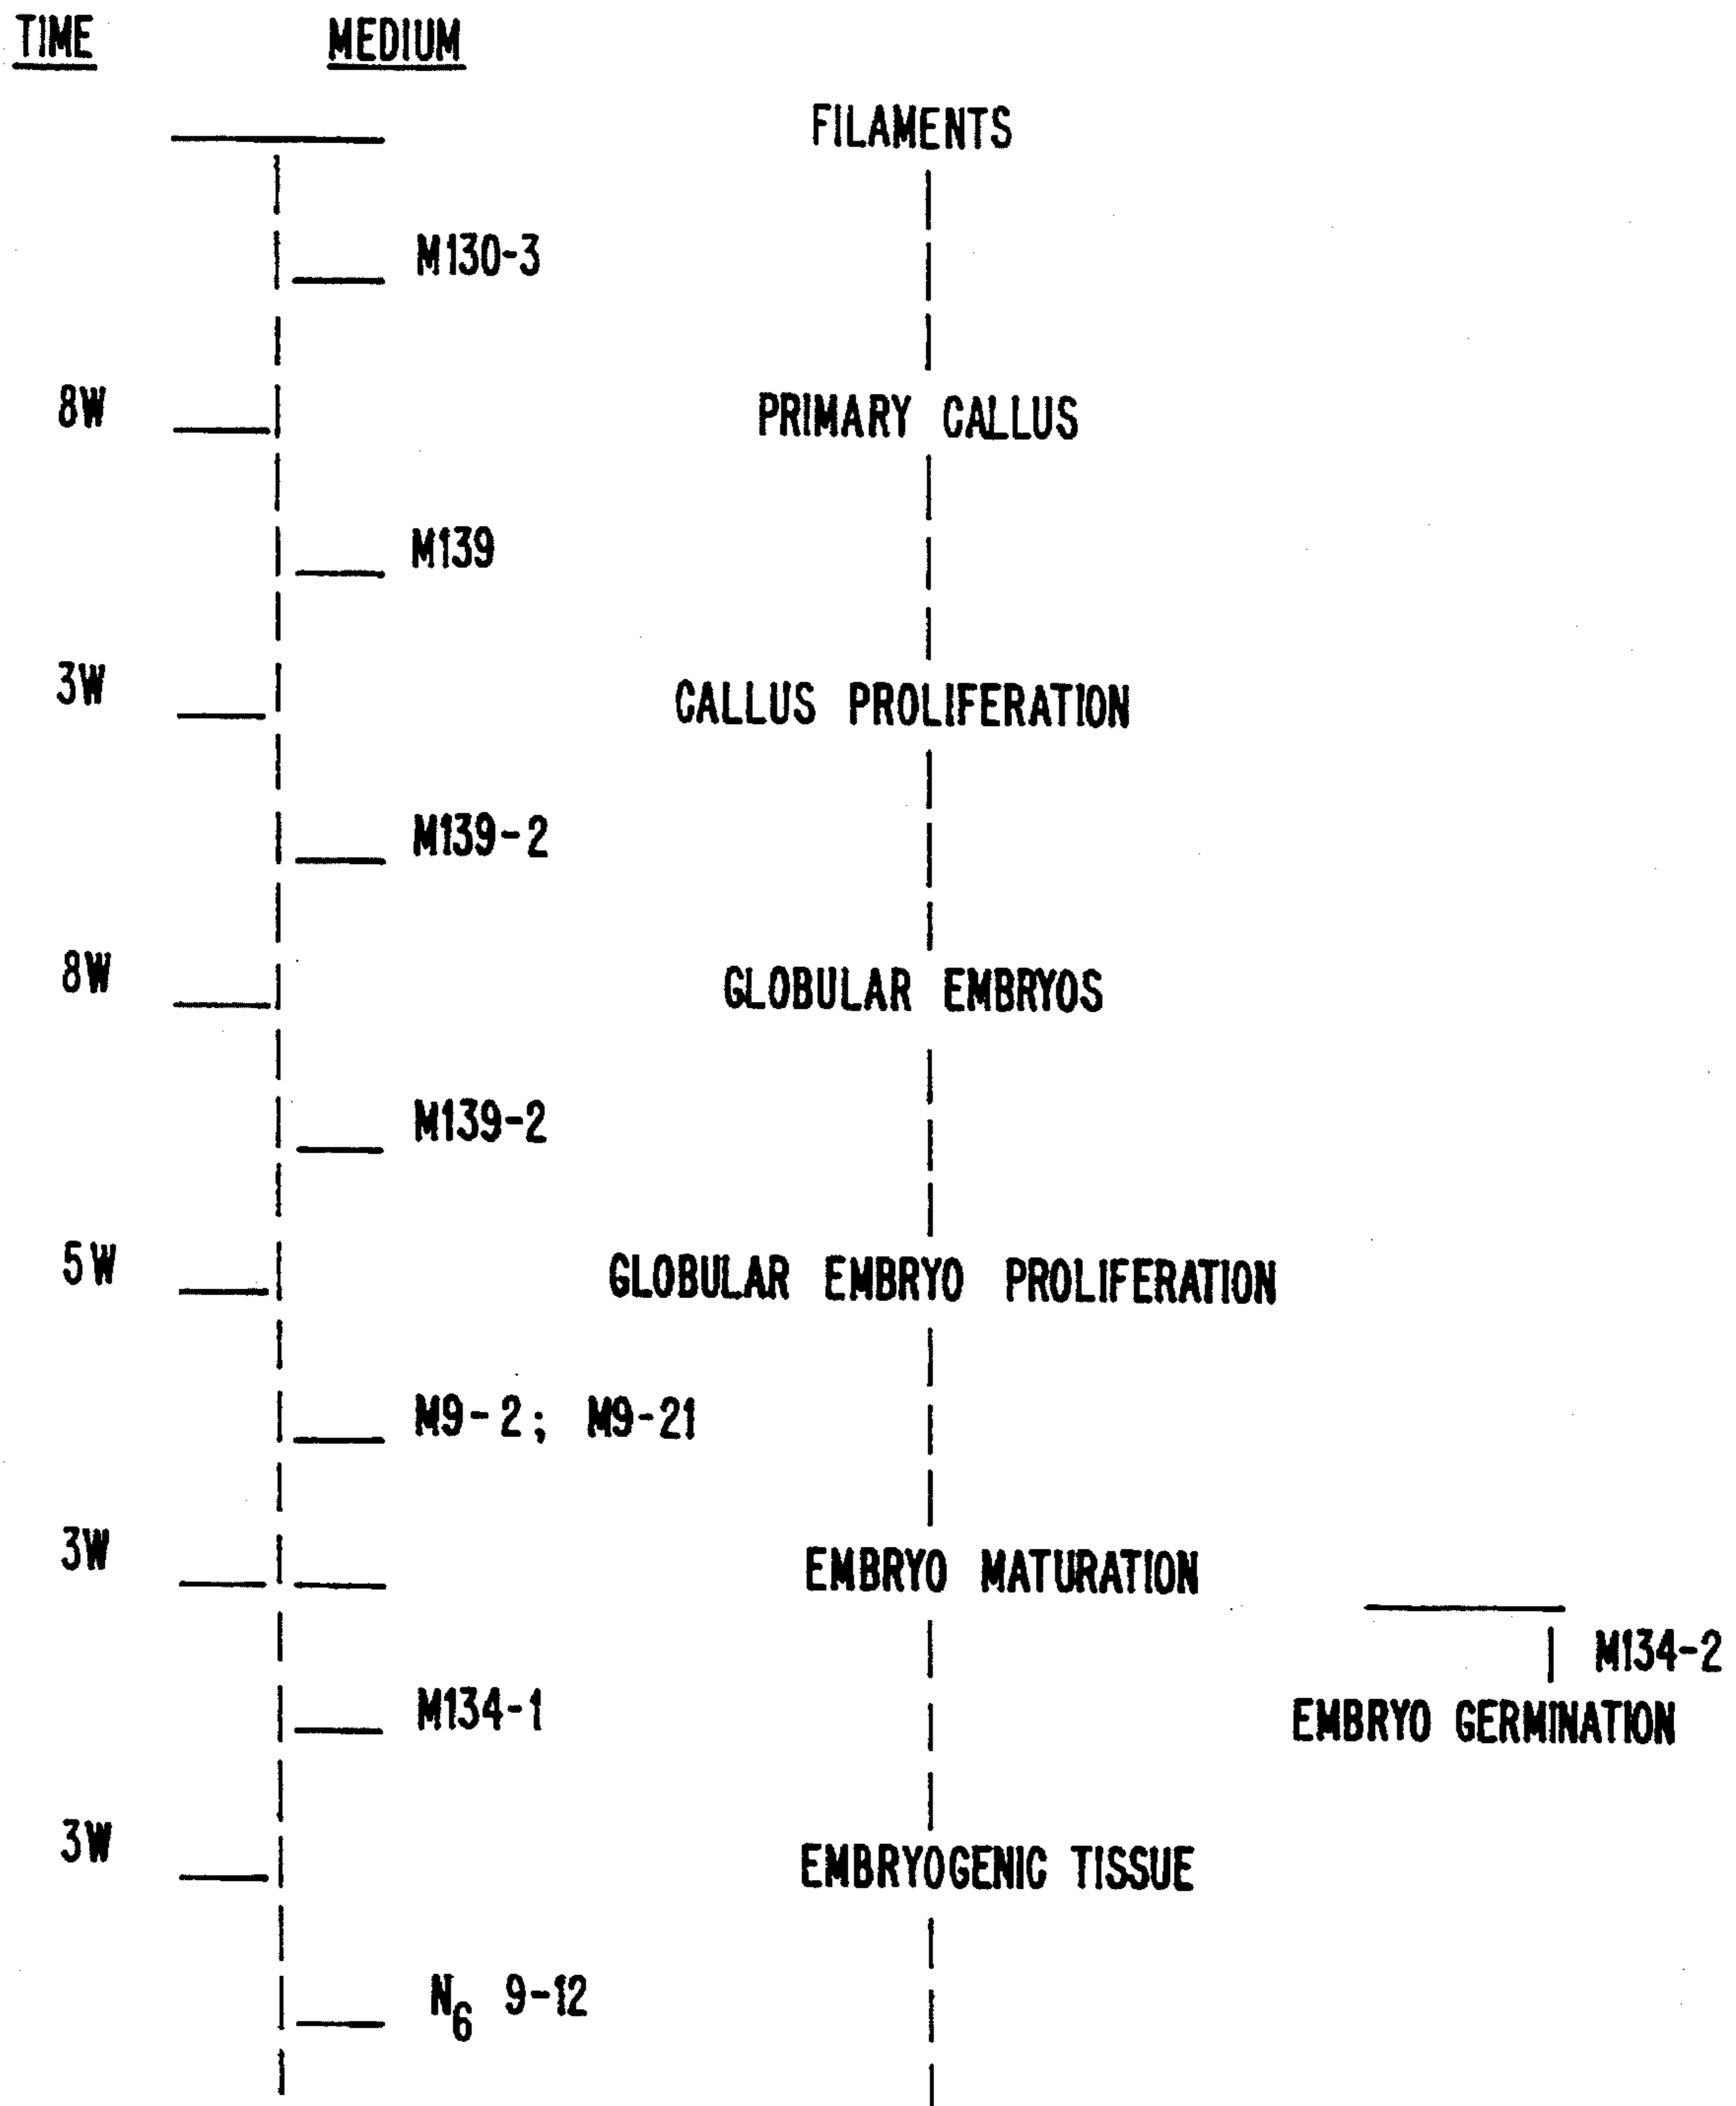 TIME MEDIUM
FILAMENTS
M130-3
8W PRIMARY CALLUS
M139
3W CALLUS PROLIFERATION
M139-2
8W GLOBULAR EMBRYOS
M139-2
5W GLOBULAR EMBRYO PROLIFERATION
M9-2; M9-21
3W EMBRYO MATURATION
M134-2
M134-1 EMBRYO GERMINATION
3W EMBRYOGENIC TISSUE
N6 9-12